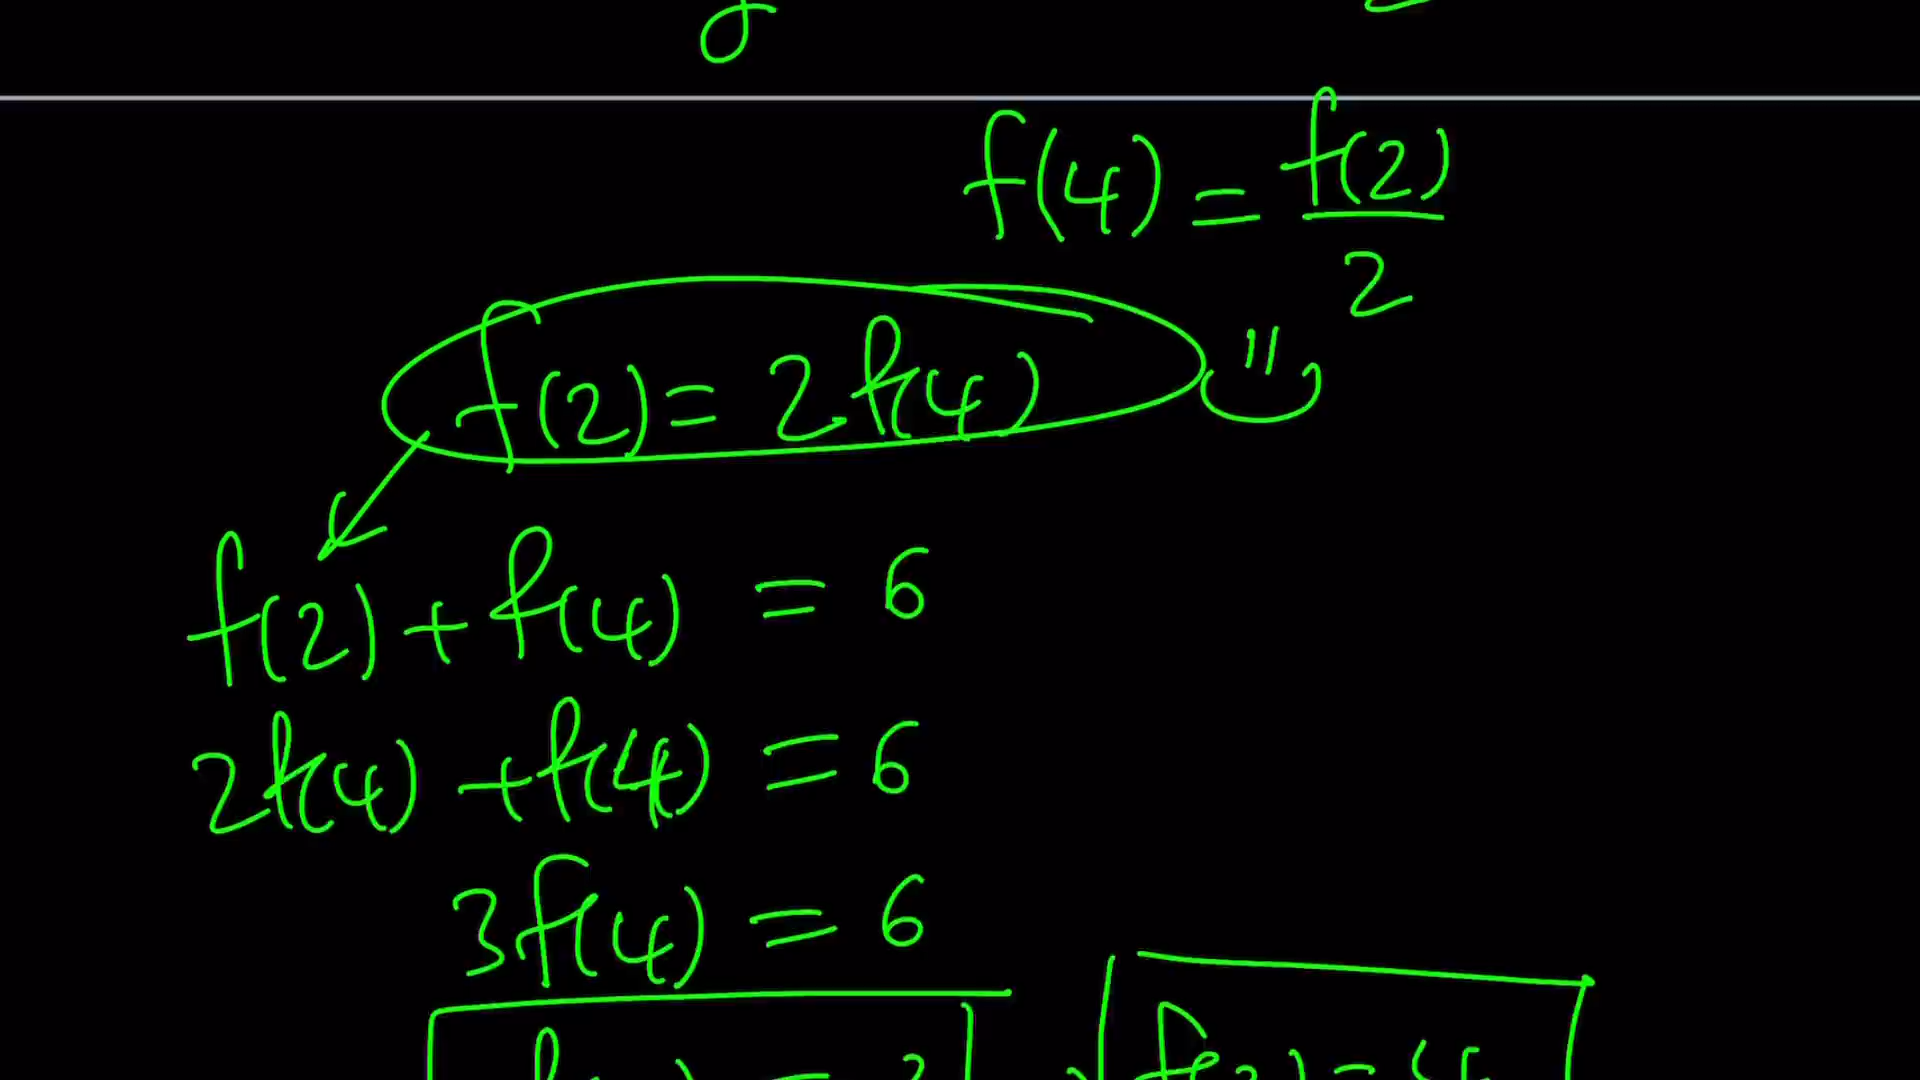 f(4) = f(2)/2
f(2) = 2f(4)
f(2) + f(4) = 6
2f(4) + f(4) = 6
3f(4) = 6